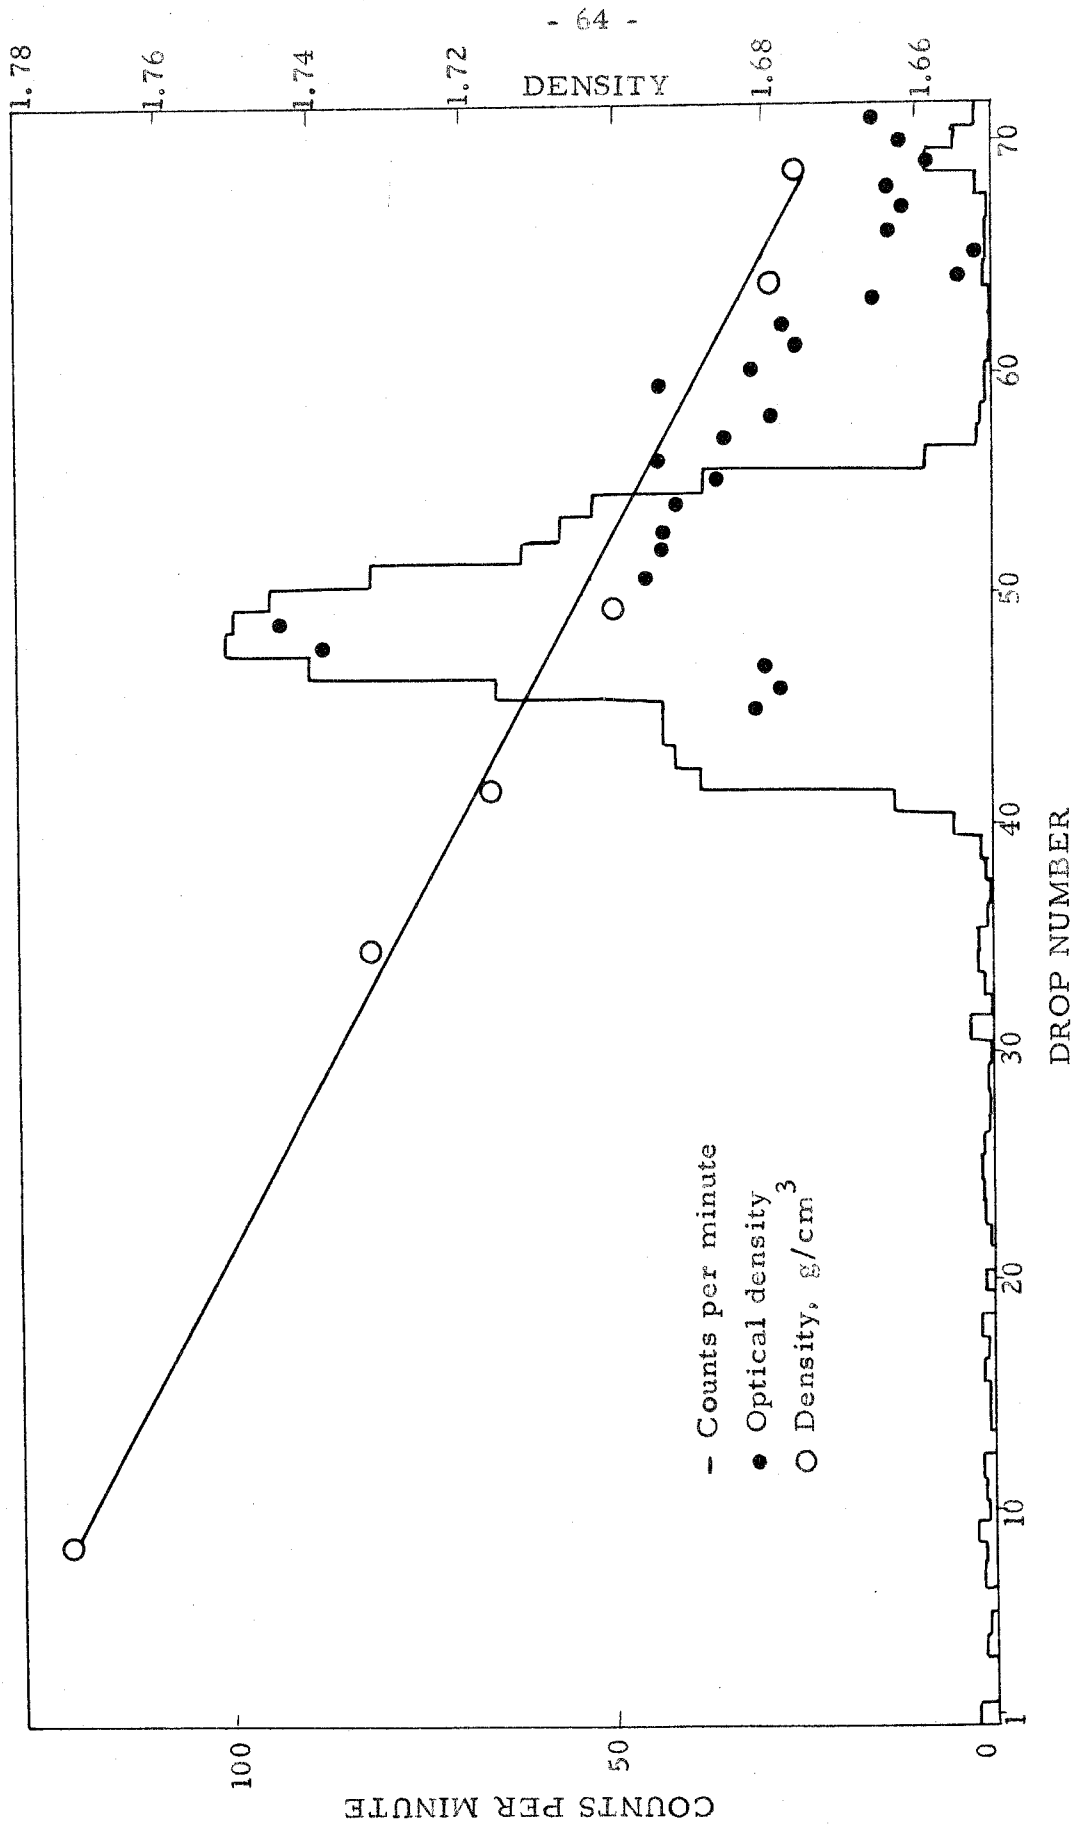 - 64 -
COUNTS PER MINUTE
100
50
0
1
10
20
30
40
50
60
70
DROP NUMBER
1.78
1.76
1.74
1.72
DENSITY
1.68
1.66
– Counts per minute
● Optical density
○ Density, g/cm³